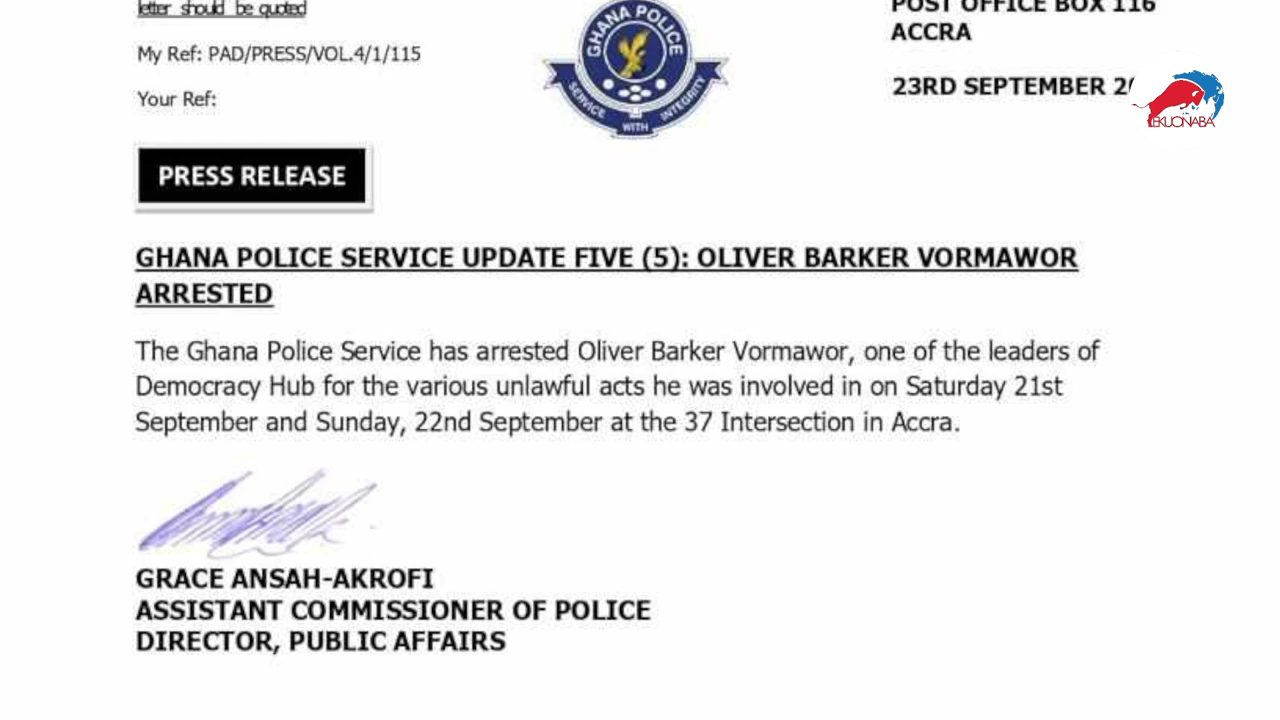 letter should be quoted
POST OFFICE BOX 116
ACCRA
My Ref: PAD/PRESS/VOL.4/1/115
23RD SEPTEMBER
Your Ref:
GHANA POLICE
SERVICE WITH INTEGRITY
EKUONABA
PRESS RELEASE
GHANA POLICE SERVICE UPDATE FIVE (5): OLIVER BARKER VORMAWOR
ARRESTED
The Ghana Police Service has arrested Oliver Barker Vormawor, one of the leaders of
Democracy Hub for the various unlawful acts he was involved in on Saturday 21st
September and Sunday, 22nd September at the 37 Intersection in Accra.
GRACE ANSAH-AKROFI
ASSISTANT COMMISSIONER OF POLICE
DIRECTOR, PUBLIC AFFAIRS